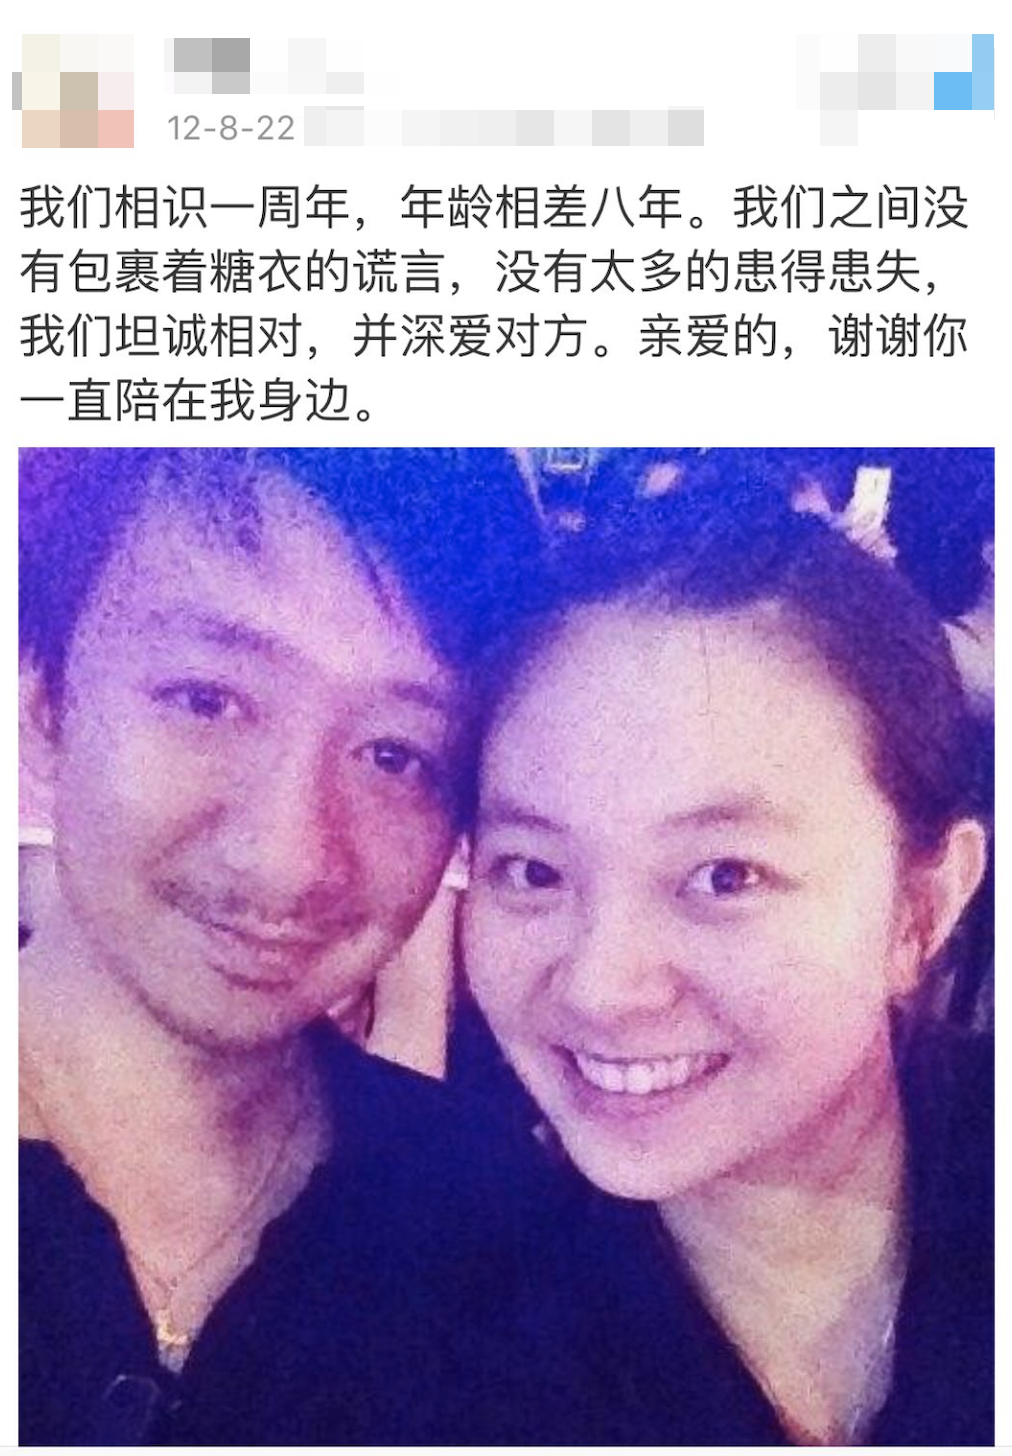 12-8-22
我们相识一周年，年龄相差八年。我们之间没
有包裹着糖衣的谎言，没有太多的患得患失，
我们坦诚相对，并深爱对方。亲爱的，谢谢你
一直陪在我身边。